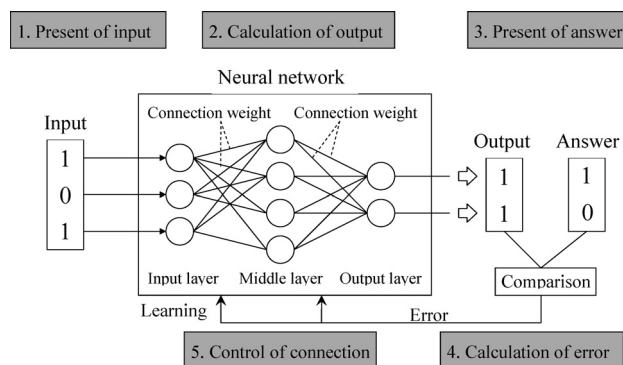 1. Present of input
2. Calculation of output
3. Present of answer
Neural network
Connection weight
Connection weight
Input
1
0
1
Output
1
1
Answer
1
0
Input layer
Middle layer
Output layer
Comparison
Learning
Error
5. Control of connection
4. Calculation of error